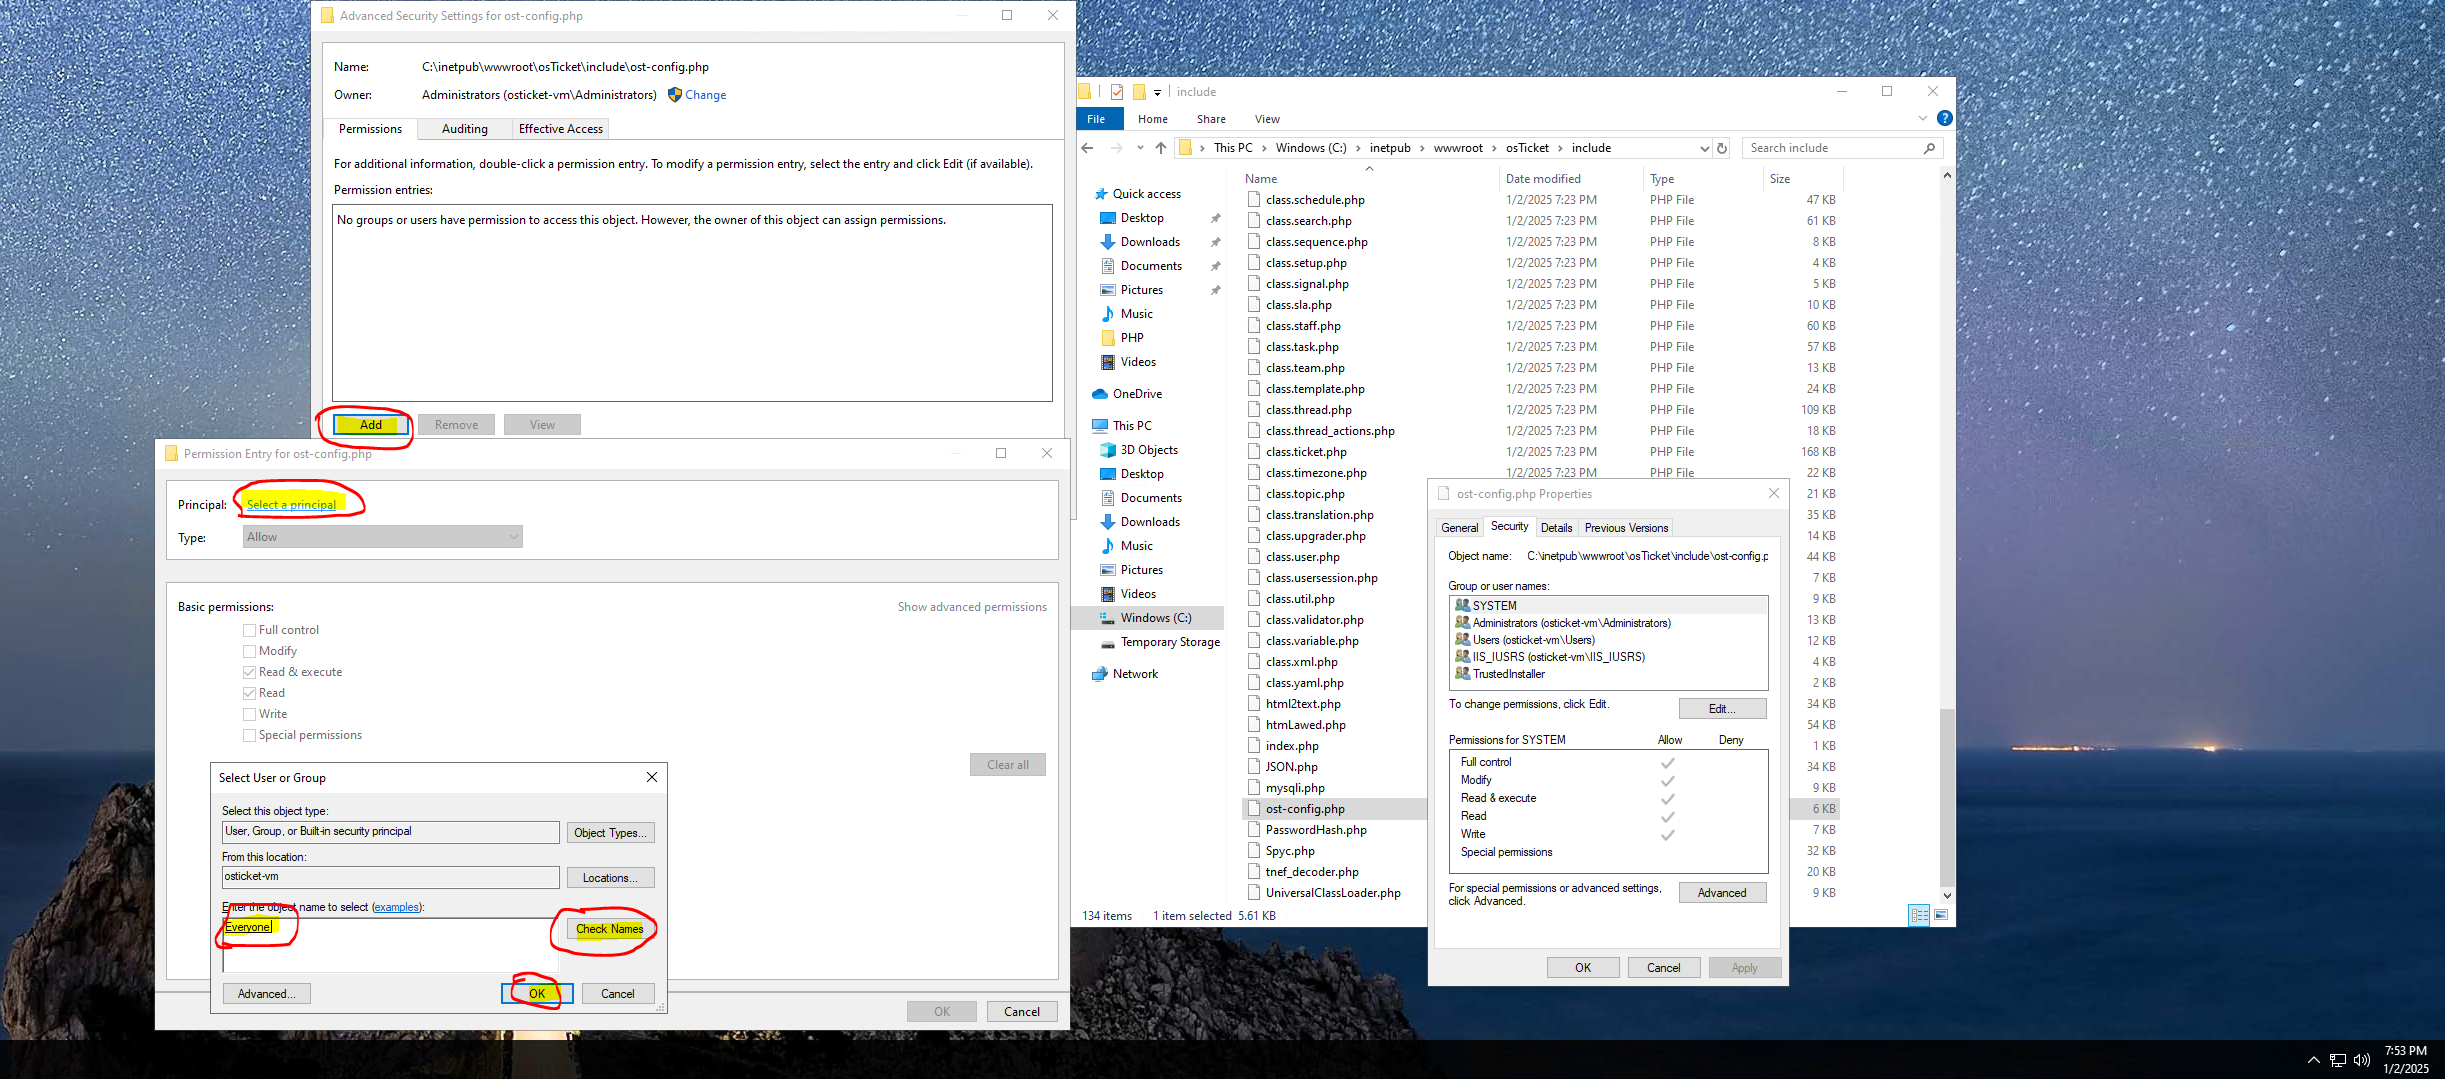 Advanced Security Settings for ost-config.php
Name: C:\inetpub\wwwroot\osTicket\include\ost-config.php
Owner: Administrators (osticket-vm\Administrators) Change
Permissions Auditing Effective Access
For additional information, double-click a permission entry. To modify a permission entry, select the entry and click Edit (if available).
Permission entries:
No groups or users have permission to access this object. However, the owner of this object can assign permissions.
Add Remove View
Permission Entry for ost-config.php
Principal: Select a principal
Type: Allow
Basic permissions: Show advanced permissions
Full control
Modify
Read & execute
Read
Write
Special permissions
Clear all
OK Cancel
Select User or Group
Select this object type:
User, Group, or Built-in security principal Object Types...
From this location:
osticket-vm Locations...
Enter the object name to select (examples):
Everyone Check Names
Advanced... OK Cancel
include
File Home Share View
This PC > Windows (C:) > inetpub > wwwroot > osTicket > include Search include
Quick access
Desktop
Downloads
Documents
Pictures
Music
PHP
Videos
OneDrive
This PC
3D Objects
Desktop
Documents
Downloads
Music
Pictures
Videos
Windows (C:)
Temporary Storage
Network
Name Date modified Type Size
class.schedule.php 1/2/2025 7:23 PM PHP File 47 KB
class.search.php 1/2/2025 7:23 PM PHP File 61 KB
class.sequence.php 1/2/2025 7:23 PM PHP File 8 KB
class.setup.php 1/2/2025 7:23 PM PHP File 4 KB
class.signal.php 1/2/2025 7:23 PM PHP File 5 KB
class.sla.php 1/2/2025 7:23 PM PHP File 10 KB
class.staff.php 1/2/2025 7:23 PM PHP File 60 KB
class.task.php 1/2/2025 7:23 PM PHP File 57 KB
class.team.php 1/2/2025 7:23 PM PHP File 13 KB
class.template.php 1/2/2025 7:23 PM PHP File 24 KB
class.thread.php 1/2/2025 7:23 PM PHP File 109 KB
class.thread_actions.php 1/2/2025 7:23 PM PHP File 18 KB
class.ticket.php 1/2/2025 7:23 PM PHP File 168 KB
class.timezone.php 1/2/2025 7:23 PM PHP File 22 KB
class.topic.php 21 KB
class.translation.php 35 KB
class.upgrader.php 14 KB
class.user.php 44 KB
class.usersession.php 7 KB
class.util.php 9 KB
class.validator.php 13 KB
class.variable.php 12 KB
class.xml.php 4 KB
class.yaml.php 2 KB
html2text.php 34 KB
htmLawed.php 54 KB
index.php 1 KB
JSON.php 34 KB
mysqli.php 9 KB
ost-config.php 6 KB
PasswordHash.php 7 KB
Spyc.php 32 KB
tnef_decoder.php 20 KB
UniversalClassLoader.php 9 KB
134 items 1 item selected 5.61 KB
ost-config.php Properties
General Security Details Previous Versions
Object name: C:\inetpub\wwwroot\osTicket\include\ost-config.p
Group or user names:
SYSTEM
Administrators (osticket-vm\Administrators)
Users (osticket-vm\Users)
IIS_IUSRS (osticket-vm\IIS_IUSRS)
TrustedInstaller
To change permissions, click Edit. Edit...
Permissions for SYSTEM Allow Deny
Full control
Modify
Read & execute
Read
Write
Special permissions
For special permissions or advanced settings, click Advanced. Advanced
OK Cancel Apply
7:53 PM
1/2/2025